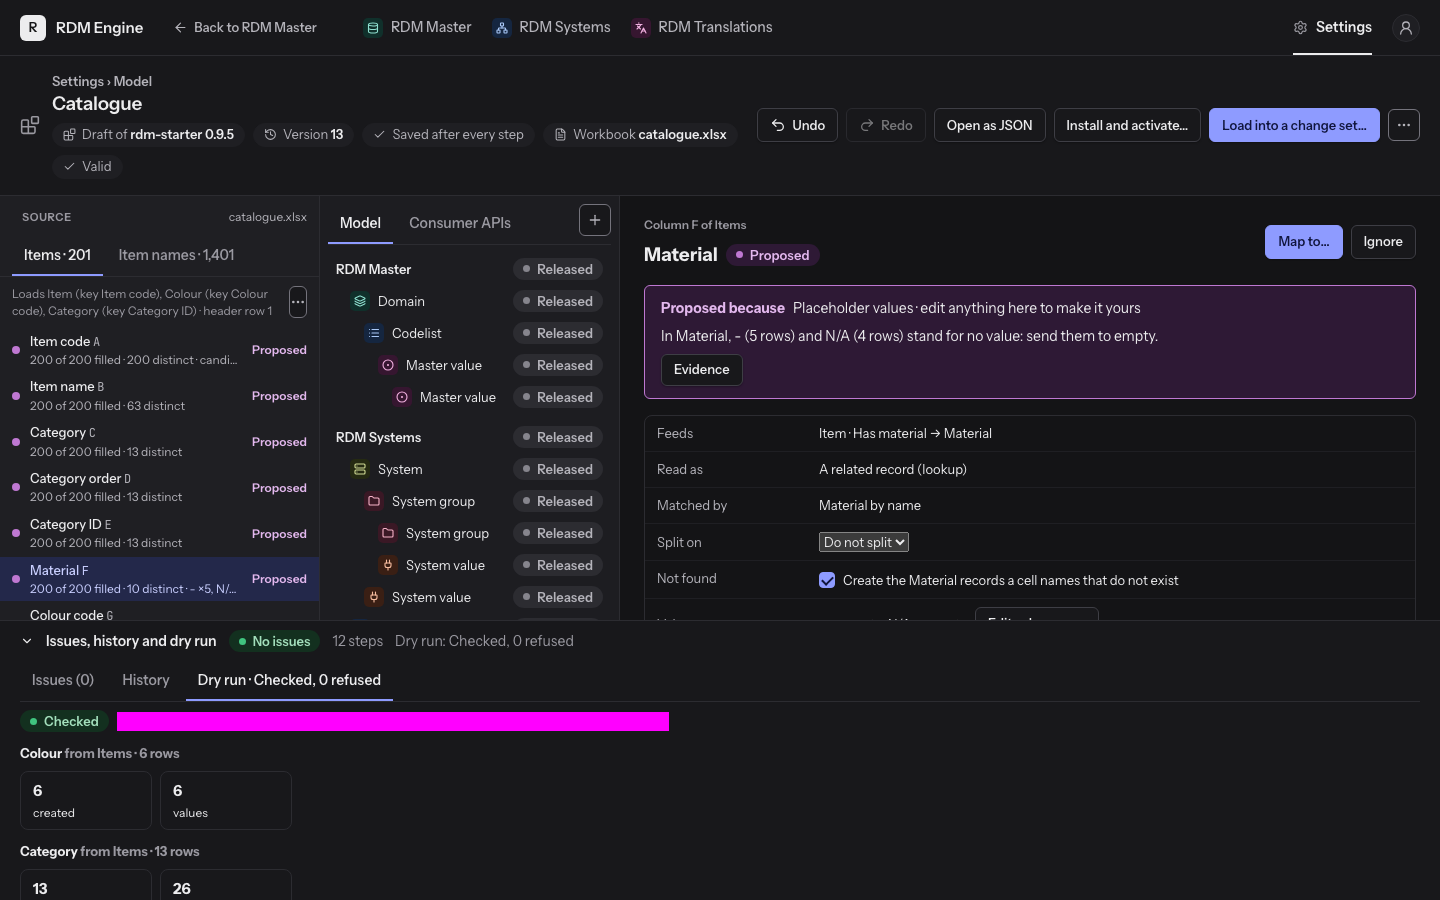 R RDM Engine
Back to RDM Master
RDM Master
RDM Systems
RDM Translations
Settings
Settings › Model
Catalogue
Draft of rdm-starter 0.9.5
Version 13
Saved after every step
Workbook catalogue.xlsx
Valid
Undo
Redo
Open as JSON
Install and activate...
Load into a change set...
SOURCE
catalogue.xlsx
Items · 201
Item names · 1,401
Loads Item (key Item code), Colour (key Colour
code), Category (key Category ID) · header row 1
Item code A
200 of 200 filled · 200 distinct · candi...
Proposed
Item name B
200 of 200 filled · 63 distinct
Proposed
Category C
200 of 200 filled · 13 distinct
Proposed
Category order D
200 of 200 filled · 13 distinct
Proposed
Category ID E
200 of 200 filled · 13 distinct
Proposed
Material F
200 of 200 filled · 10 distinct · - ×5, N/...
Proposed
Colour code G
Model
Consumer APIs
RDM Master
Released
Domain
Released
Codelist
Released
Master value
Released
Master value
Released
RDM Systems
Released
System
Released
System group
Released
System group
Released
System value
Released
System value
Released
Column F of Items
Material
Proposed
Map to...
Ignore
Proposed because Placeholder values · edit anything here to make it yours
In Material, - (5 rows) and N/A (4 rows) stand for no value: send them to empty.
Evidence
Feeds
Item · Has material → Material
Read as
A related record (lookup)
Matched by
Material by name
Split on
Do not split
Not found
Create the Material records a cell names that do not exist
Issues, history and dry run
No issues
12 steps
Dry run: Checked, 0 refused
Issues (0)
History
Dry run · Checked, 0 refused
Checked
Colour from Items · 6 rows
6
created
6
values
Category from Items · 13 rows
13
26